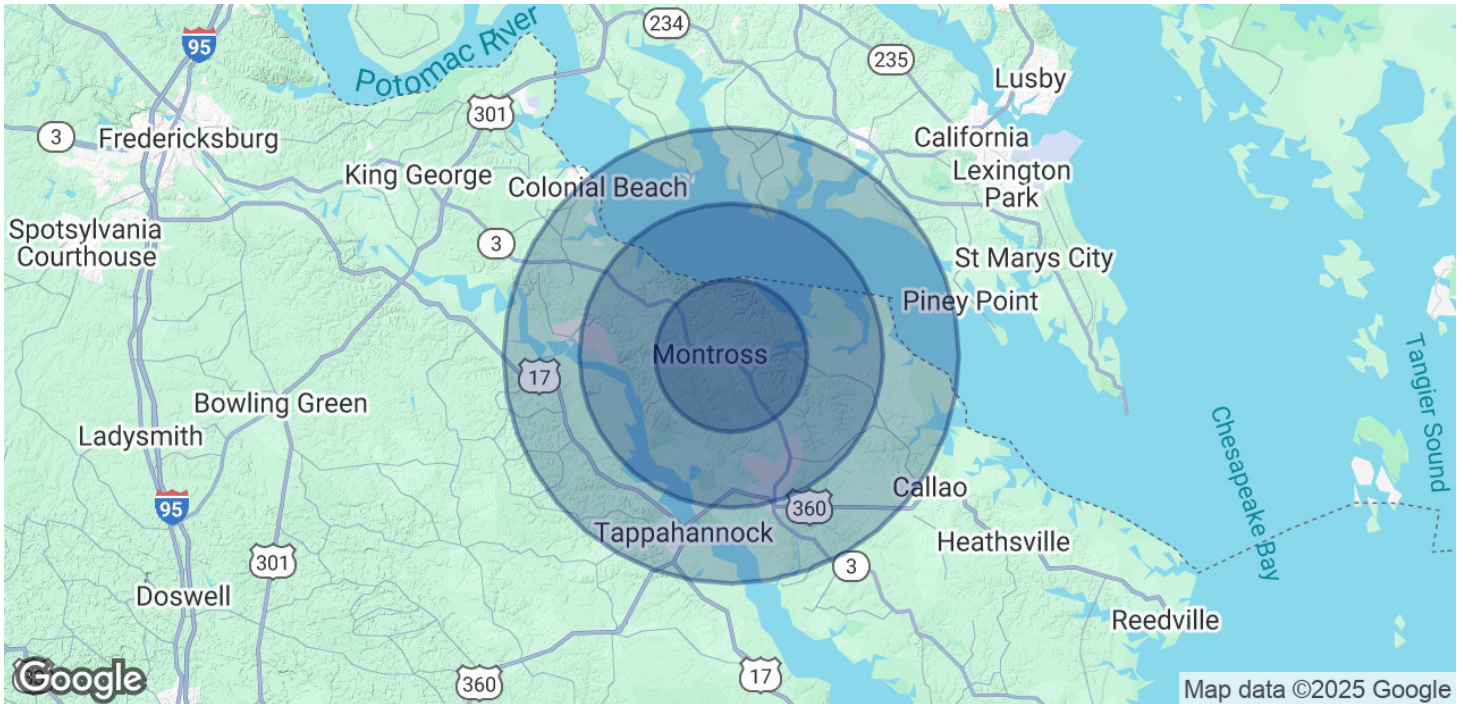 95
Potomac River
234
235
Lusby
301
3
Fredericksburg
California
King George
Colonial Beach
Lexington
Park
Spotsylvania
Courthouse
3
St Marys City
Piney Point
Montross
17
Tangier Sound
Bowling Green
Ladysmith
Chesapeake Bay
95
Callao
360
Tappahannock
Heathsville
301
3
Doswell
Reedville
Google
360
17
Map data ©2025 Google